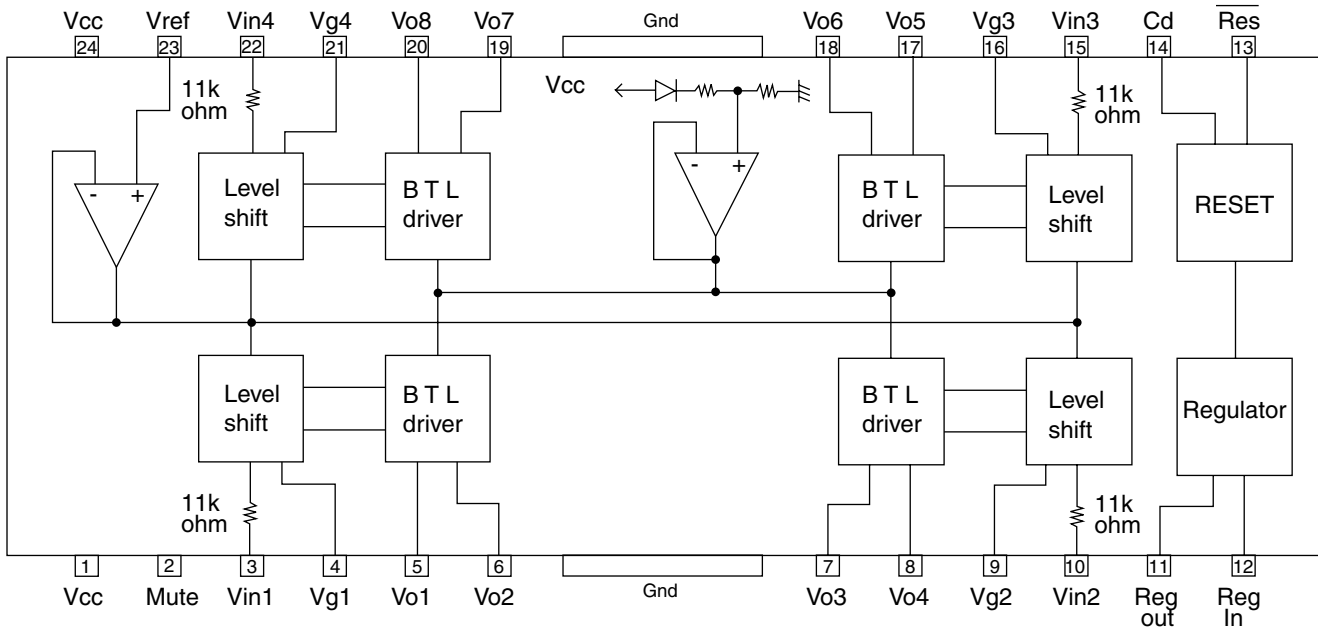 Vcc Vref Vin4 Vg4 Vo8 Vo7 Gnd Vo6 Vo5 Vg3 Vin3 Cd Res
24 23 22 21 20 19 18 17 16 15 14 13
11k
ohm
Vcc
11k
ohm
- +
Level
shift
B T L
driver
- +
B T L
driver
Level
shift
RESET
Level
shift
B T L
driver
B T L
driver
Level
shift
Regulator
11k
ohm
11k
ohm
1 2 3 4 5 6 Gnd 7 8 9 10 11 12
Vcc Mute Vin1 Vg1 Vo1 Vo2 Vo3 Vo4 Vg2 Vin2 Reg
out
Reg
In